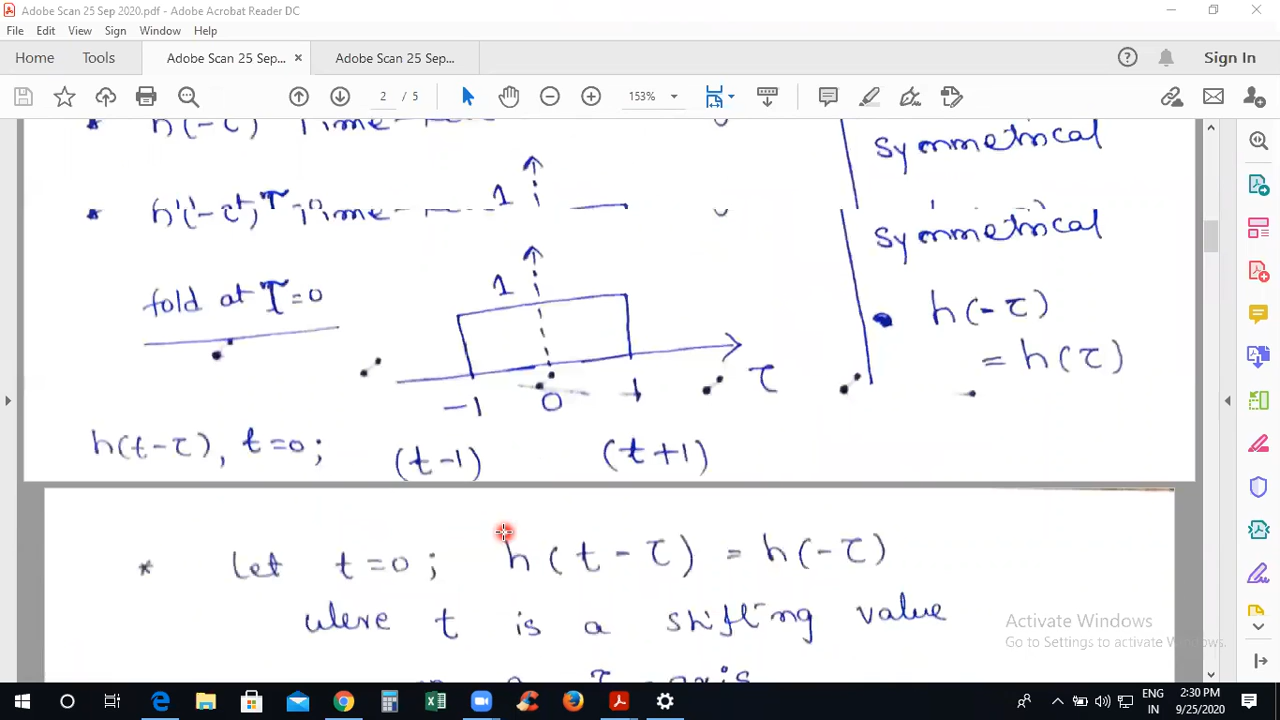 Adobe Scan 25 Sep 2020.pdf - Adobe Acrobat Reader DC
File Edit View Sign Window Help
Home Tools Adobe Scan 25 Sep... × Adobe Scan 25 Sep... Sign In
2 / 5 153%
h(-τ) Time-
symmetrical
1
h(-τ) Time-
symmetrical
1
fold at τ=0
h(-τ)
= h(τ)
τ
-1 0 1
h(t-τ), t=0; (t-1) (t+1)
* Let t=0; h(t-τ) = h(-τ)
were t is a shifting value
Activate Windows
Go to Settings to activate Windows.
ENG 2:30 PM
IN 9/25/2020